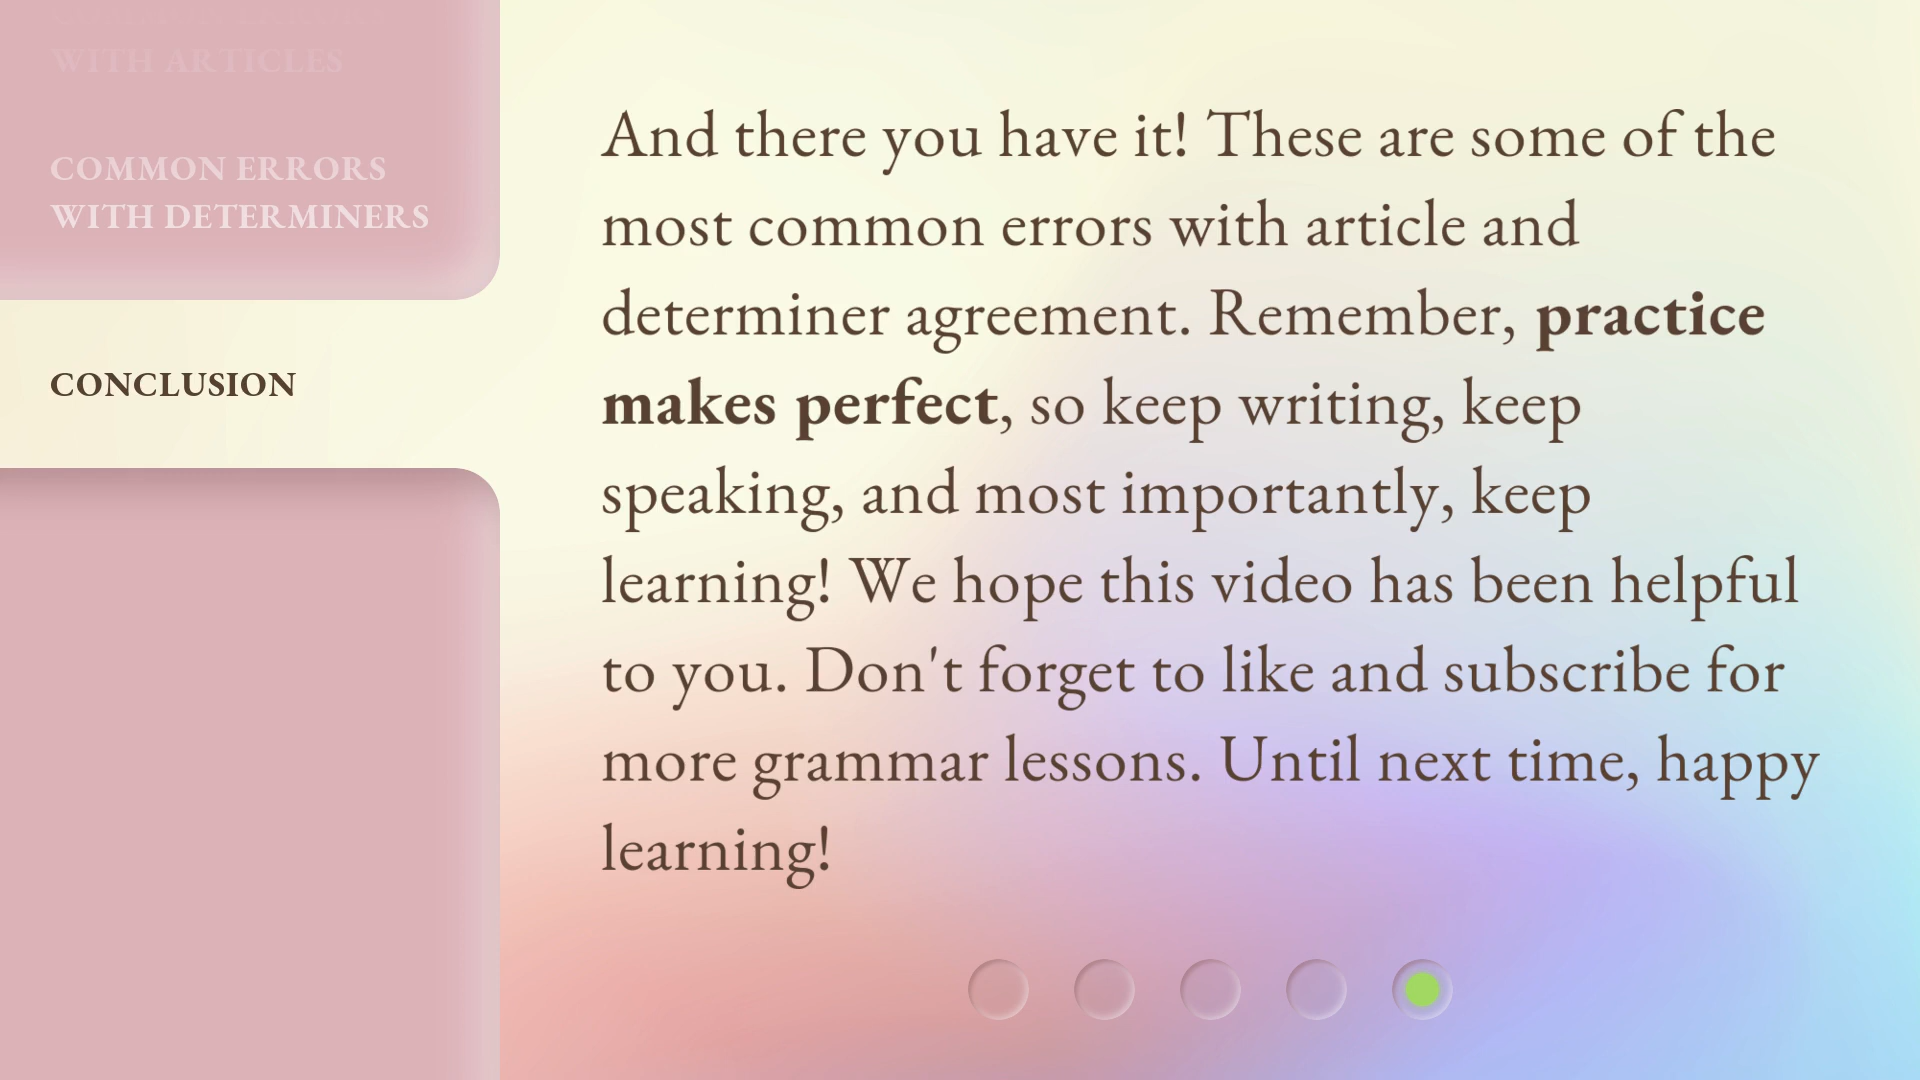 WITH ARTICLES
COMMON ERRORS
WITH DETERMINERS
CONCLUSION
And there you have it! These are some of the
most common errors with article and
determiner agreement. Remember, practice
makes perfect, so keep writing, keep
speaking, and most importantly, keep
learning! We hope this video has been helpful
to you. Don't forget to like and subscribe for
more grammar lessons. Until next time, happy
learning!